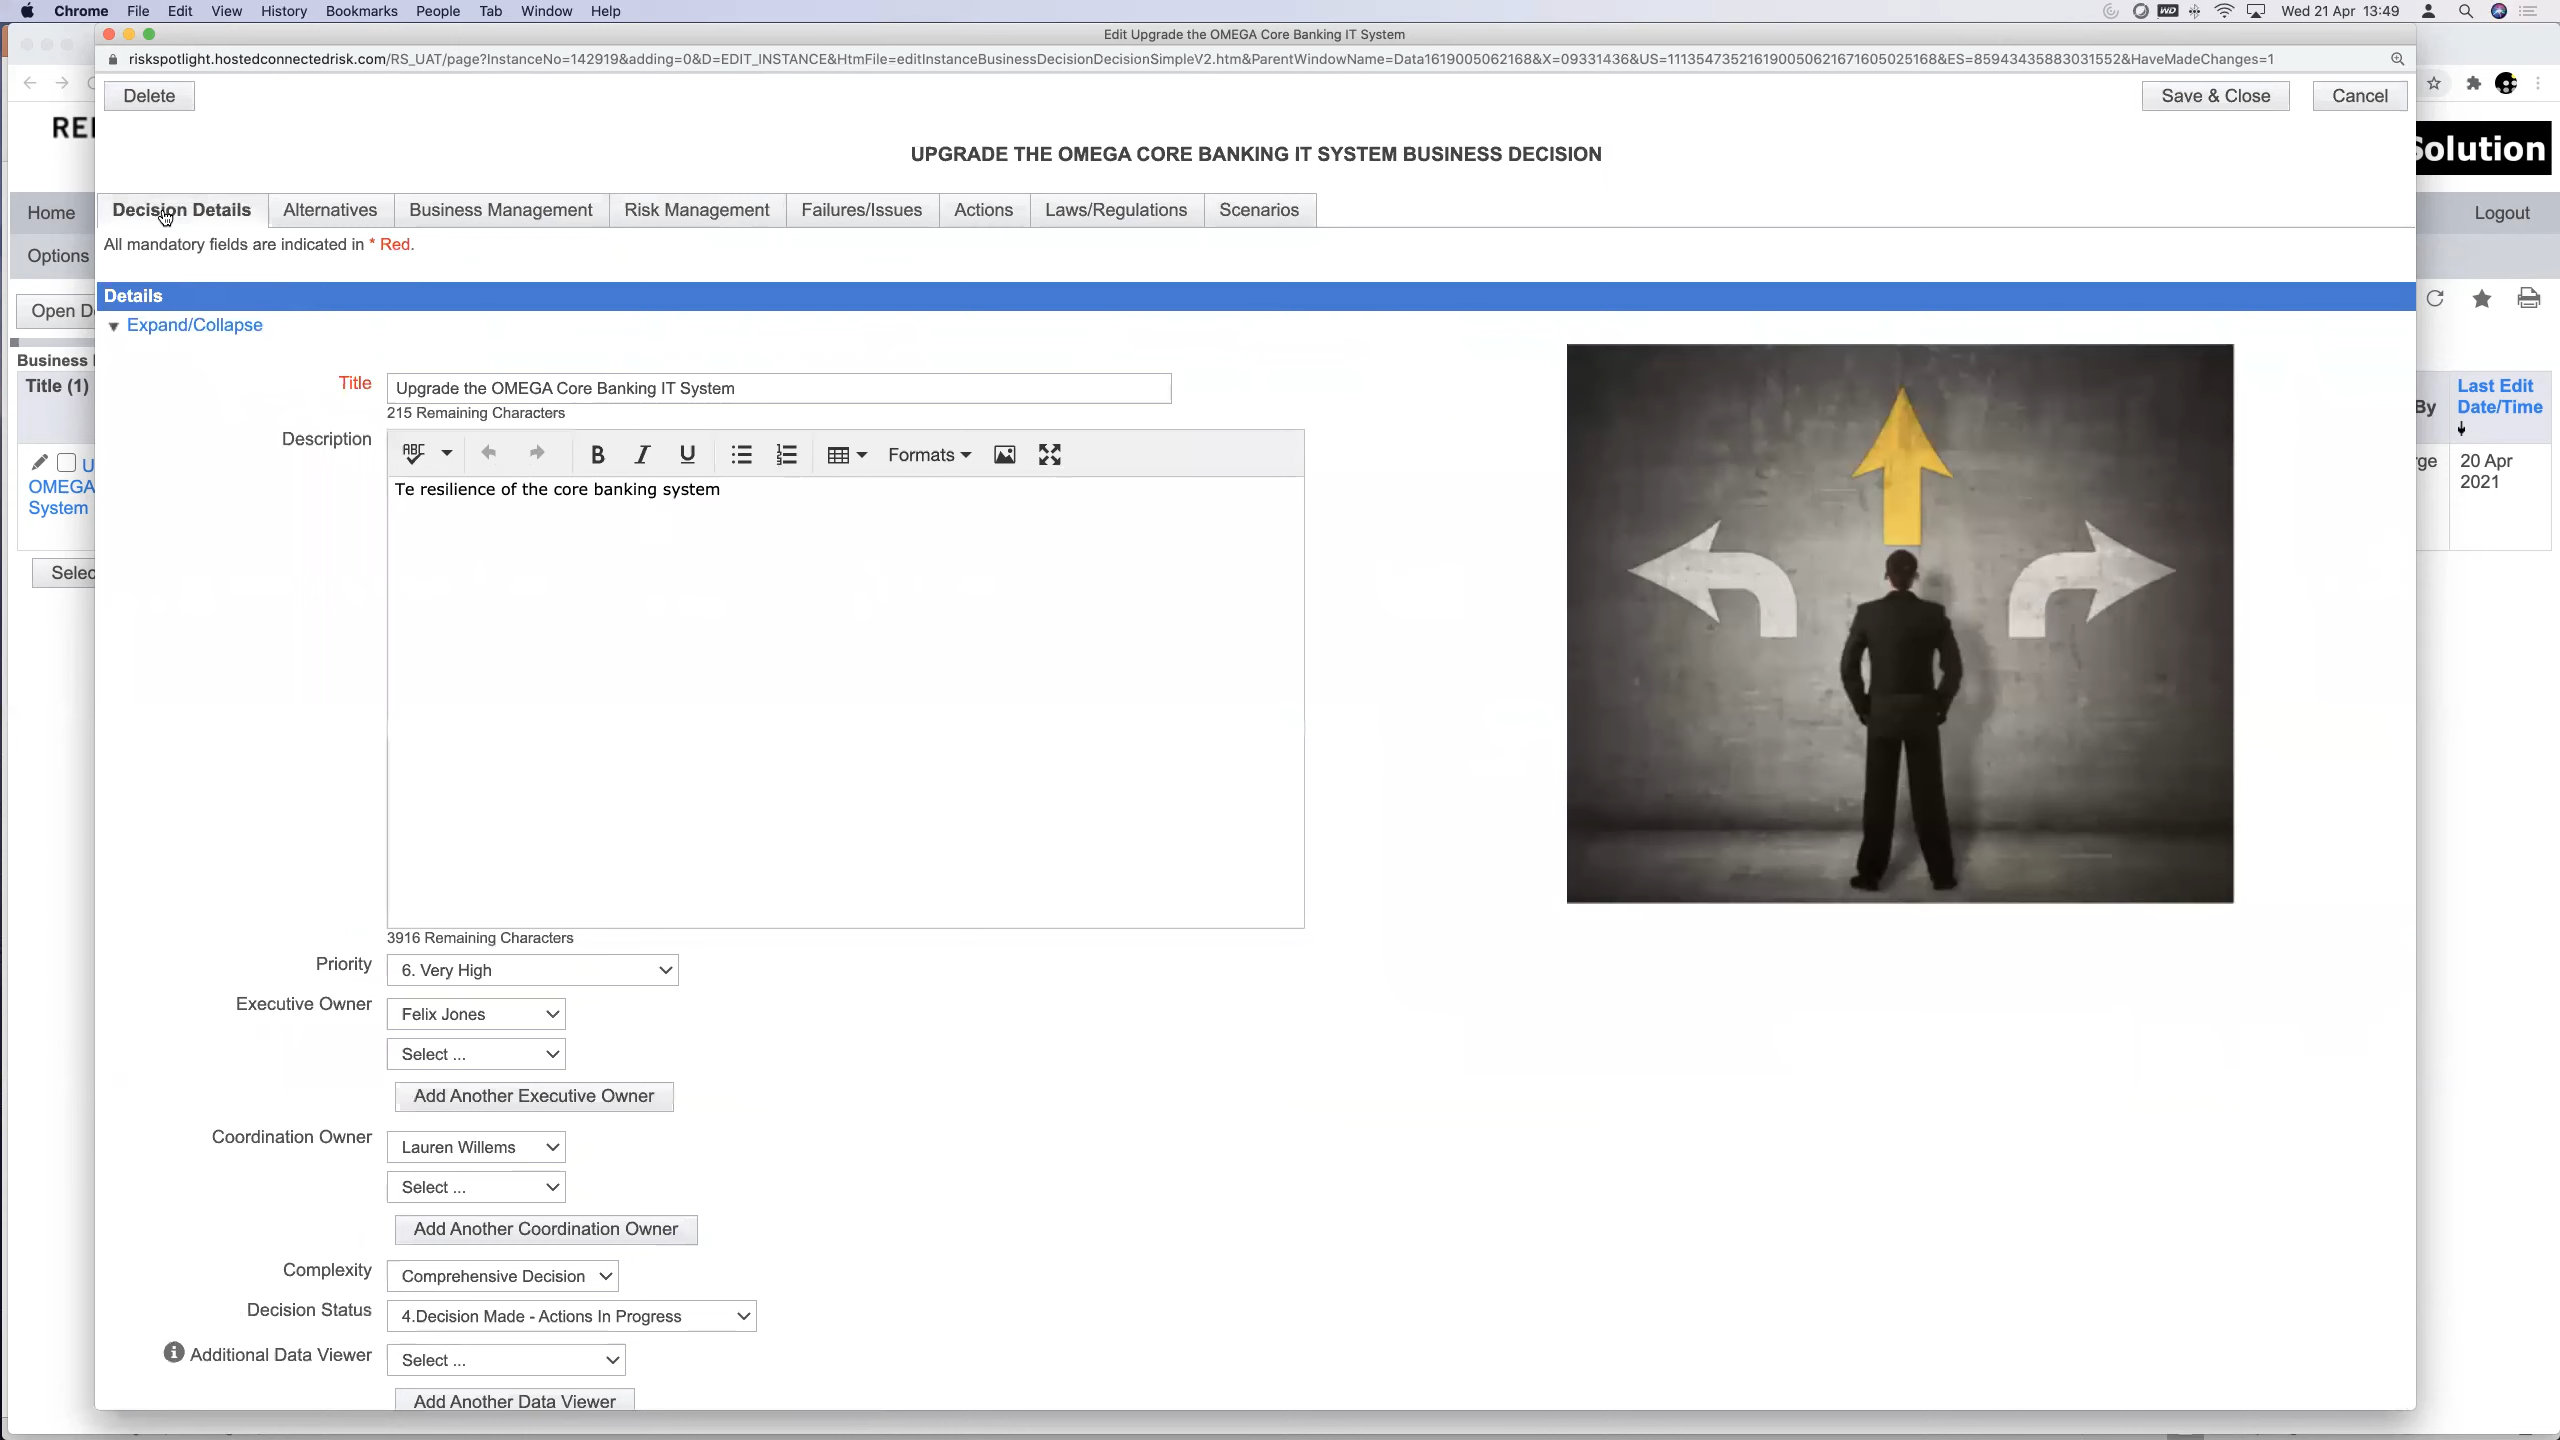 Chrome File Edit View History Bookmarks People Tab Window Help
WD Wed 21 Apr 13:49
Edit Upgrade the OMEGA Core Banking IT System
riskspotlight.hostedconnectedrisk.com/RS_UAT/page?InstanceNo=142919&adding=0&D=EDIT_INSTANCE&HtmFile=editInstanceBusinessDecisionDecisionSimpleV2.htm&ParentWindowName=Data1619005062168&X=09331436&US=11135473521619005062167160502​5168&ES=85943435883031552&HaveMadeChanges=1
Delete Save & Close Cancel
Solution
UPGRADE THE OMEGA CORE BANKING IT SYSTEM BUSINESS DECISION
Home Decision Details Alternatives Business Management Risk Management Failures/Issues Actions Laws/Regulations Scenarios Logout
All mandatory fields are indicated in * Red.
Options
Details
Open
Expand/Collapse
Business
Title (1)
Title Upgrade the OMEGA Core Banking IT System
215 Remaining Characters
Last Edit
By Date/Time
Description ABC B I U Formats
OMEGA
System
20 Apr
2021
Te resilience of the core banking system
3916 Remaining Characters
Priority 6. Very High
Executive Owner Felix Jones
Select ...
Add Another Executive Owner
Coordination Owner Lauren Willems
Select ...
Add Another Coordination Owner
Complexity Comprehensive Decision
Decision Status 4.Decision Made - Actions In Progress
Additional Data Viewer Select ...
Add Another Data Viewer